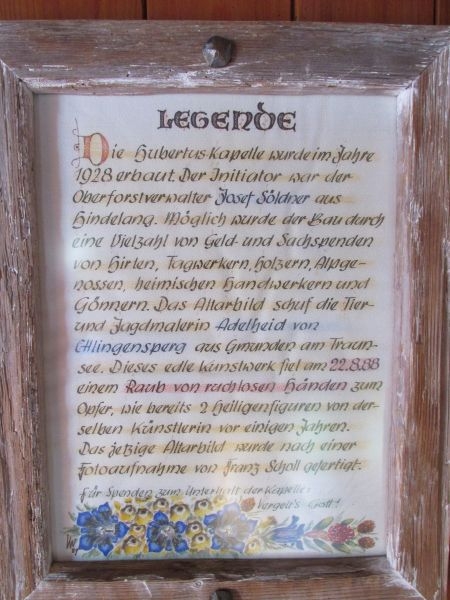 LEGENDE
Die Hubertus-Kapelle wurde im Jahre
1928 erbaut. Der Initiator war der
Oberforstverwalter Josef Söldner aus
Hindelang. Möglich wurde der Bau durch
eine Vielzahl von Geld- und Sachspenden
von Hirten, Tagwerkern, Holzern, Alpge-
nossen, heimischen Handwerkern und
Gönnern. Das Altarbild schuf die Tier-
und Jagdmalerin Adelheid von
Chlingensperg aus Gmunden am Traun-
see. Dieses edle Kunstwerk fiel am 22.8.88
einem Raub von ruchlosen Händen zum
Opfer, wie bereits 2 Heiligenfiguren von der-
selben Künstlerin vor einigen Jahren.
Das jetzige Altarbild wurde nach einer
Fotoaufnahme von Franz Scholl gefertigt.
Für Spenden zum Unterhalt der Kapelle:
Vergelt's Gott!